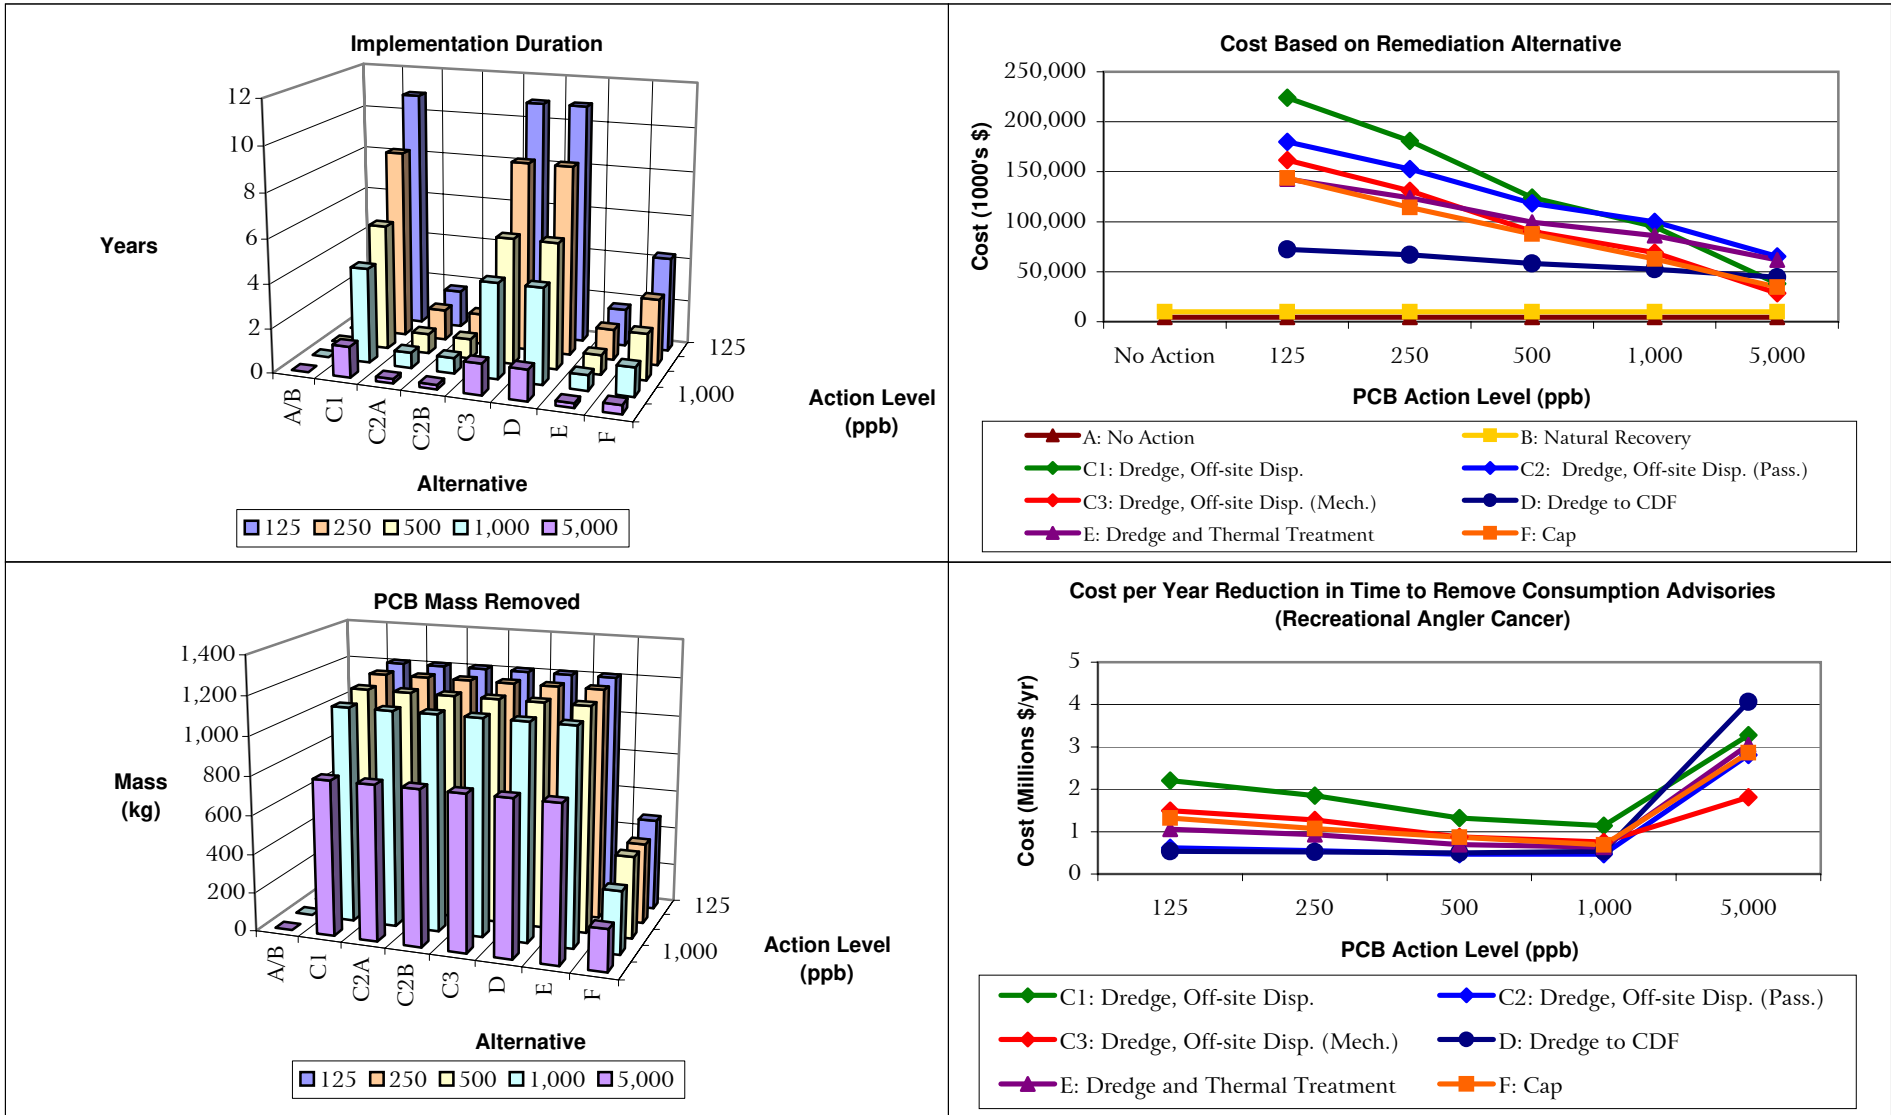 Implementation Duration
12
10
8
6
4
2
0
Years
A/B
C1
C2A
C2B
C3
D
E
F
125
1,000
Action Level
(ppb)
Alternative
125 250 500 1,000 5,000
Cost Based on Remediation Alternative
250,000
200,000
150,000
100,000
50,000
0
Cost (1000's $)
No Action 125 250 500 1,000 5,000
PCB Action Level (ppb)
A: No Action B: Natural Recovery
C1: Dredge, Off-site Disp. C2: Dredge, Off-site Disp. (Pass.)
C3: Dredge, Off-site Disp. (Mech.) D: Dredge to CDF
E: Dredge and Thermal Treatment F: Cap
PCB Mass Removed
1,400
1,200
1,000
800
600
400
200
0
Mass
(kg)
A/B
C1
C2A
C2B
C3
D
E
F
125
1,000
Action Level
(ppb)
Alternative
125 250 500 1,000 5,000
Cost per Year Reduction in Time to Remove Consumption Advisories
(Recreational Angler Cancer)
5
4
3
2
1
0
Cost (Millions $/yr)
125 250 500 1,000 5,000
PCB Action Level (ppb)
C1: Dredge, Off-site Disp. C2: Dredge, Off-site Disp. (Pass.)
C3: Dredge, Off-site Disp. (Mech.) D: Dredge to CDF
E: Dredge and Thermal Treatment F: Cap